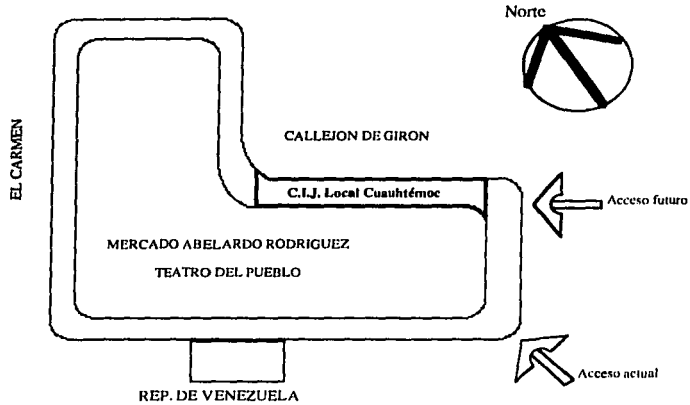 Norte
CALLEJON DE GIRON
EL CARMEN
C.I.J. Local Cuauhtémoc
Acceso futuro
MERCADO ABELARDO RODRIGUEZ
TEATRO DEL PUEBLO
Acceso actual
REP. DE VENEZUELA